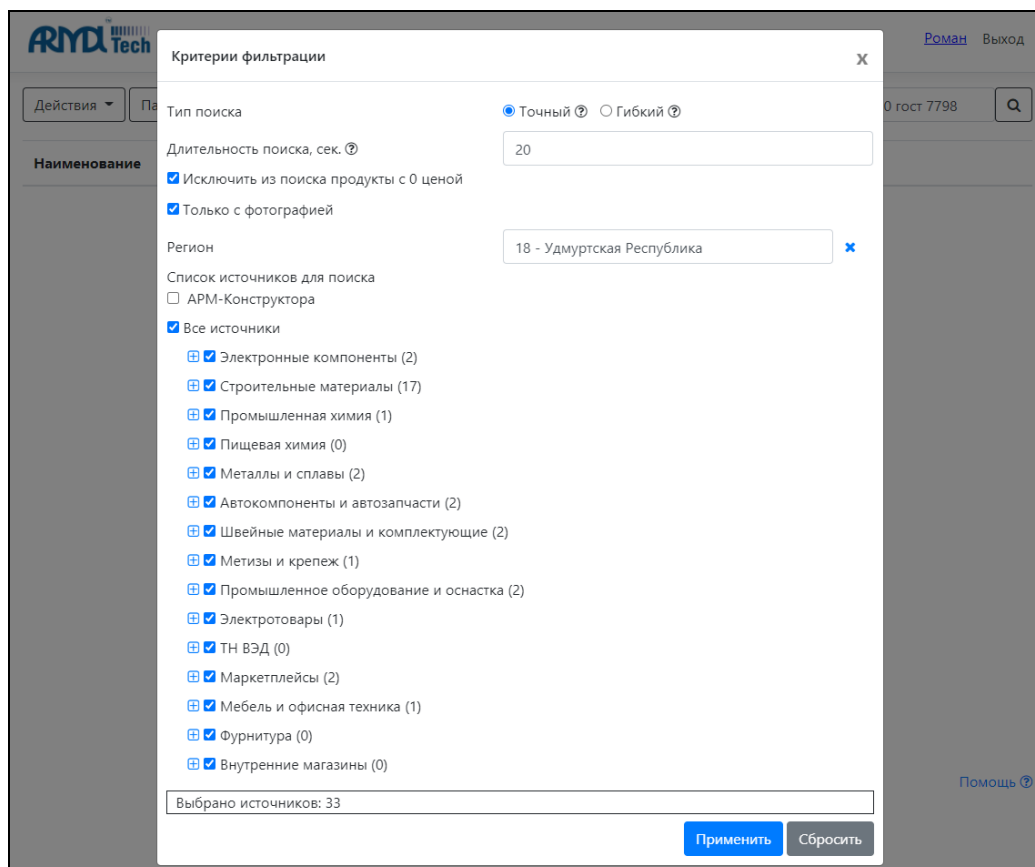 ARMDL Tech
Роман Выход
Критерии фильтрации
x
Действия
Па
0 гост 7798
Тип поиска
Точный Гибкий
Длительность поиска, сек.
20
Наименование
Исключить из поиска продукты с 0 ценой
Только с фотографией
Регион
18 - Удмуртская Республика
Список источников для поиска
АРМ-Конструктора
Все источники
Электронные компоненты (2)
Строительные материалы (17)
Промышленная химия (1)
Пищевая химия (0)
Металлы и сплавы (2)
Автокомпоненты и автозапчасти (2)
Швейные материалы и комплектующие (2)
Метизы и крепеж (1)
Промышленное оборудование и оснастка (2)
Электротовары (1)
ТН ВЭД (0)
Маркетплейсы (2)
Мебель и офисная техника (1)
Фурнитура (0)
Внутренние магазины (0)
Помощь
Выбрано источников: 33
Применить Сбросить